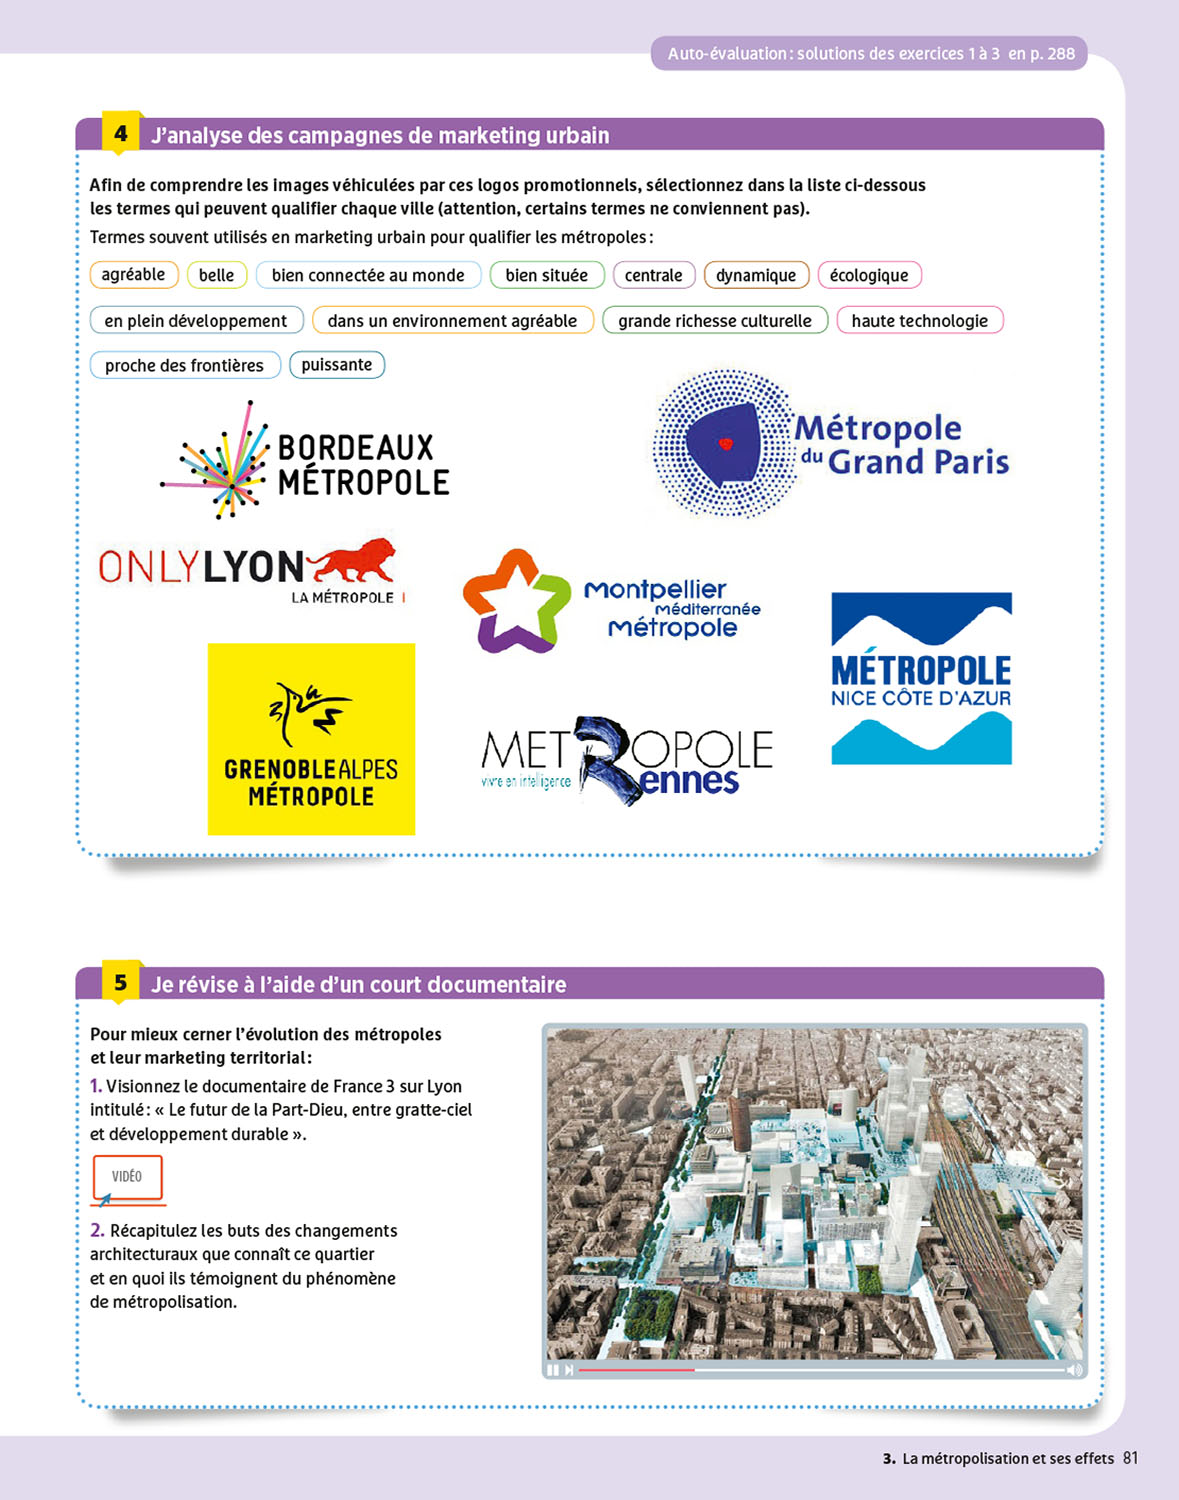 Auto-évaluation : solutions des exercices 1 à 3 en p. 288
4 J'analyse des campagnes de marketing urbain
Afin de comprendre les images véhiculées par ces logos promotionnels, sélectionnez dans la liste ci-dessous
les termes qui peuvent qualifier chaque ville (attention, certains termes ne conviennent pas).
Termes souvent utilisés en marketing urbain pour qualifier les métropoles :
agréable belle bien connectée au monde bien située centrale dynamique écologique
en plein développement dans un environnement agréable grande richesse culturelle haute technologie
proche des frontières puissante
BORDEAUX
MÉTROPOLE
Métropole
du Grand Paris
ONLYLYON
LA MÉTROPOLE
montpellier
méditerranée
métropole
MÉTROPOLE
NICE CÔTE D'AZUR
GRENOBLEALPES
MÉTROPOLE
METROPOLE
vivre en intelligence Rennes
5 Je révise à l'aide d'un court documentaire
Pour mieux cerner l'évolution des métropoles
et leur marketing territorial :
1. Visionnez le documentaire de France 3 sur Lyon
intitulé : « Le futur de la Part-Dieu, entre gratte-ciel
et développement durable ».
VIDÉO
2. Récapitulez les buts des changements
architecturaux que connaît ce quartier
et en quoi ils témoignent du phénomène
de métropolisation.
3. La métropolisation et ses effets 81